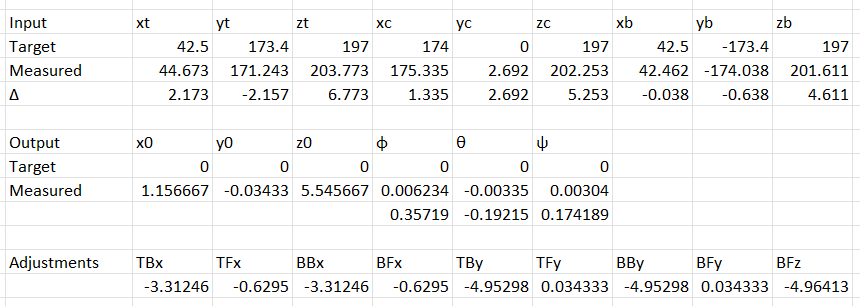 Input xt yt zt xc yc zc xb yb zb
Target 42.5 173.4 197 174 0 197 42.5 -173.4 197
Measured 44.673 171.243 203.773 175.335 2.692 202.253 42.462 -174.038 201.611
Δ 2.173 -2.157 6.773 1.335 2.692 5.253 -0.038 -0.638 4.611
Output x0 y0 z0 ϕ θ ψ
Target 0 0 0 0 0 0
Measured 1.156667 -0.03433 5.545667 0.006234 -0.00335 0.00304
0.35719 -0.19215 0.174189
Adjustments TBx TFx BBx BFx TBy TFy BBy BFy BFz
-3.31246 -0.6295 -3.31246 -0.6295 -4.95298 0.034333 -4.95298 0.034333 -4.96413